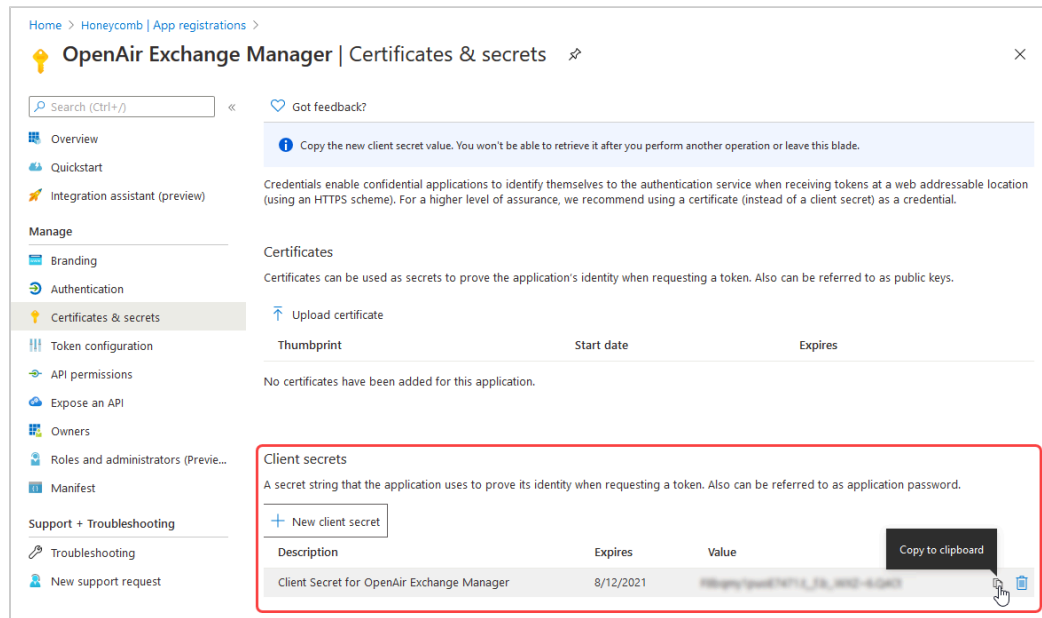 Home > Honeycomb | App registrations >
OpenAir Exchange Manager | Certificates & secrets
Search (Ctrl+/)
«
Got feedback?
Overview
Copy the new client secret value. You won't be able to retrieve it after you perform another operation or leave this blade.
Quickstart
Integration assistant (preview)
Credentials enable confidential applications to identify themselves to the authentication service when receiving tokens at a web addressable location
(using an HTTPS scheme). For a higher level of assurance, we recommend using a certificate (instead of a client secret) as a credential.
Manage
Branding
Authentication
Certificates & secrets
Token configuration
API permissions
Expose an API
Owners
Roles and administrators (Previe...
Manifest
Support + Troubleshooting
Troubleshooting
New support request
Certificates
Certificates can be used as secrets to prove the application's identity when requesting a token. Also can be referred to as public keys.
Upload certificate
Thumbprint Start date Expires
No certificates have been added for this application.
Client secrets
A secret string that the application uses to prove its identity when requesting a token. Also can be referred to as application password.
New client secret
Copy to clipboard
Description Expires Value
Client Secret for OpenAir Exchange Manager 8/12/2021